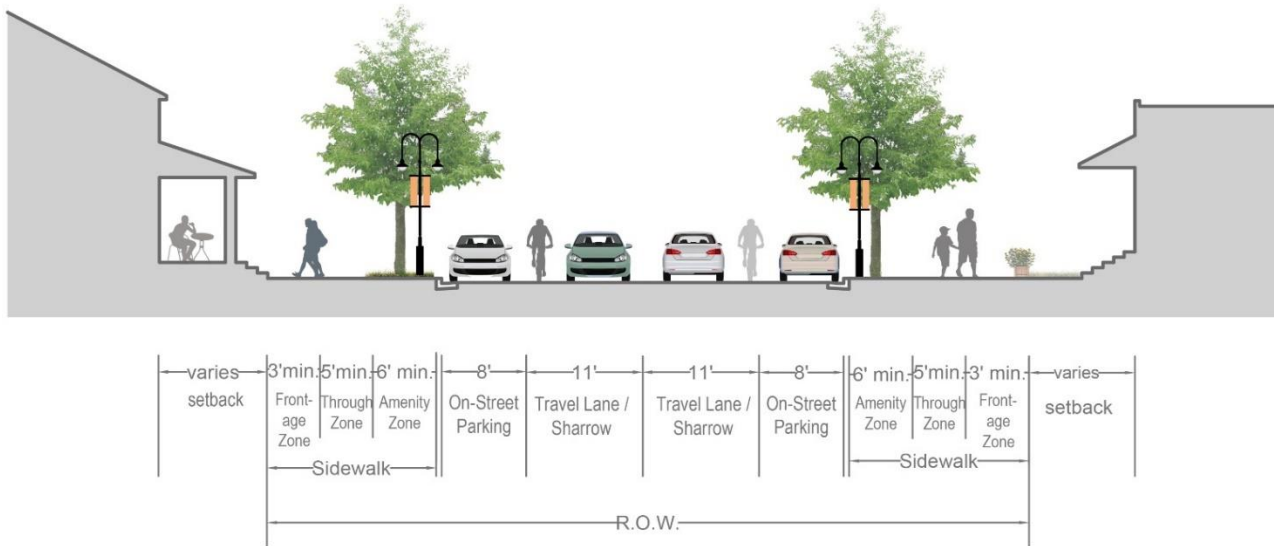 varies
setback
3'min.
Front-
age
Zone
5'min.
Through
Zone
6' min.
Amenity
Zone
8'
On-Street
Parking
11'
Travel Lane /
Sharrow
11'
Travel Lane /
Sharrow
8'
On-Street
Parking
6' min.
Amenity
Zone
5'min.
Through
Zone
3' min.
Front-
age
Zone
varies
setback
Sidewalk
Sidewalk
R.O.W.